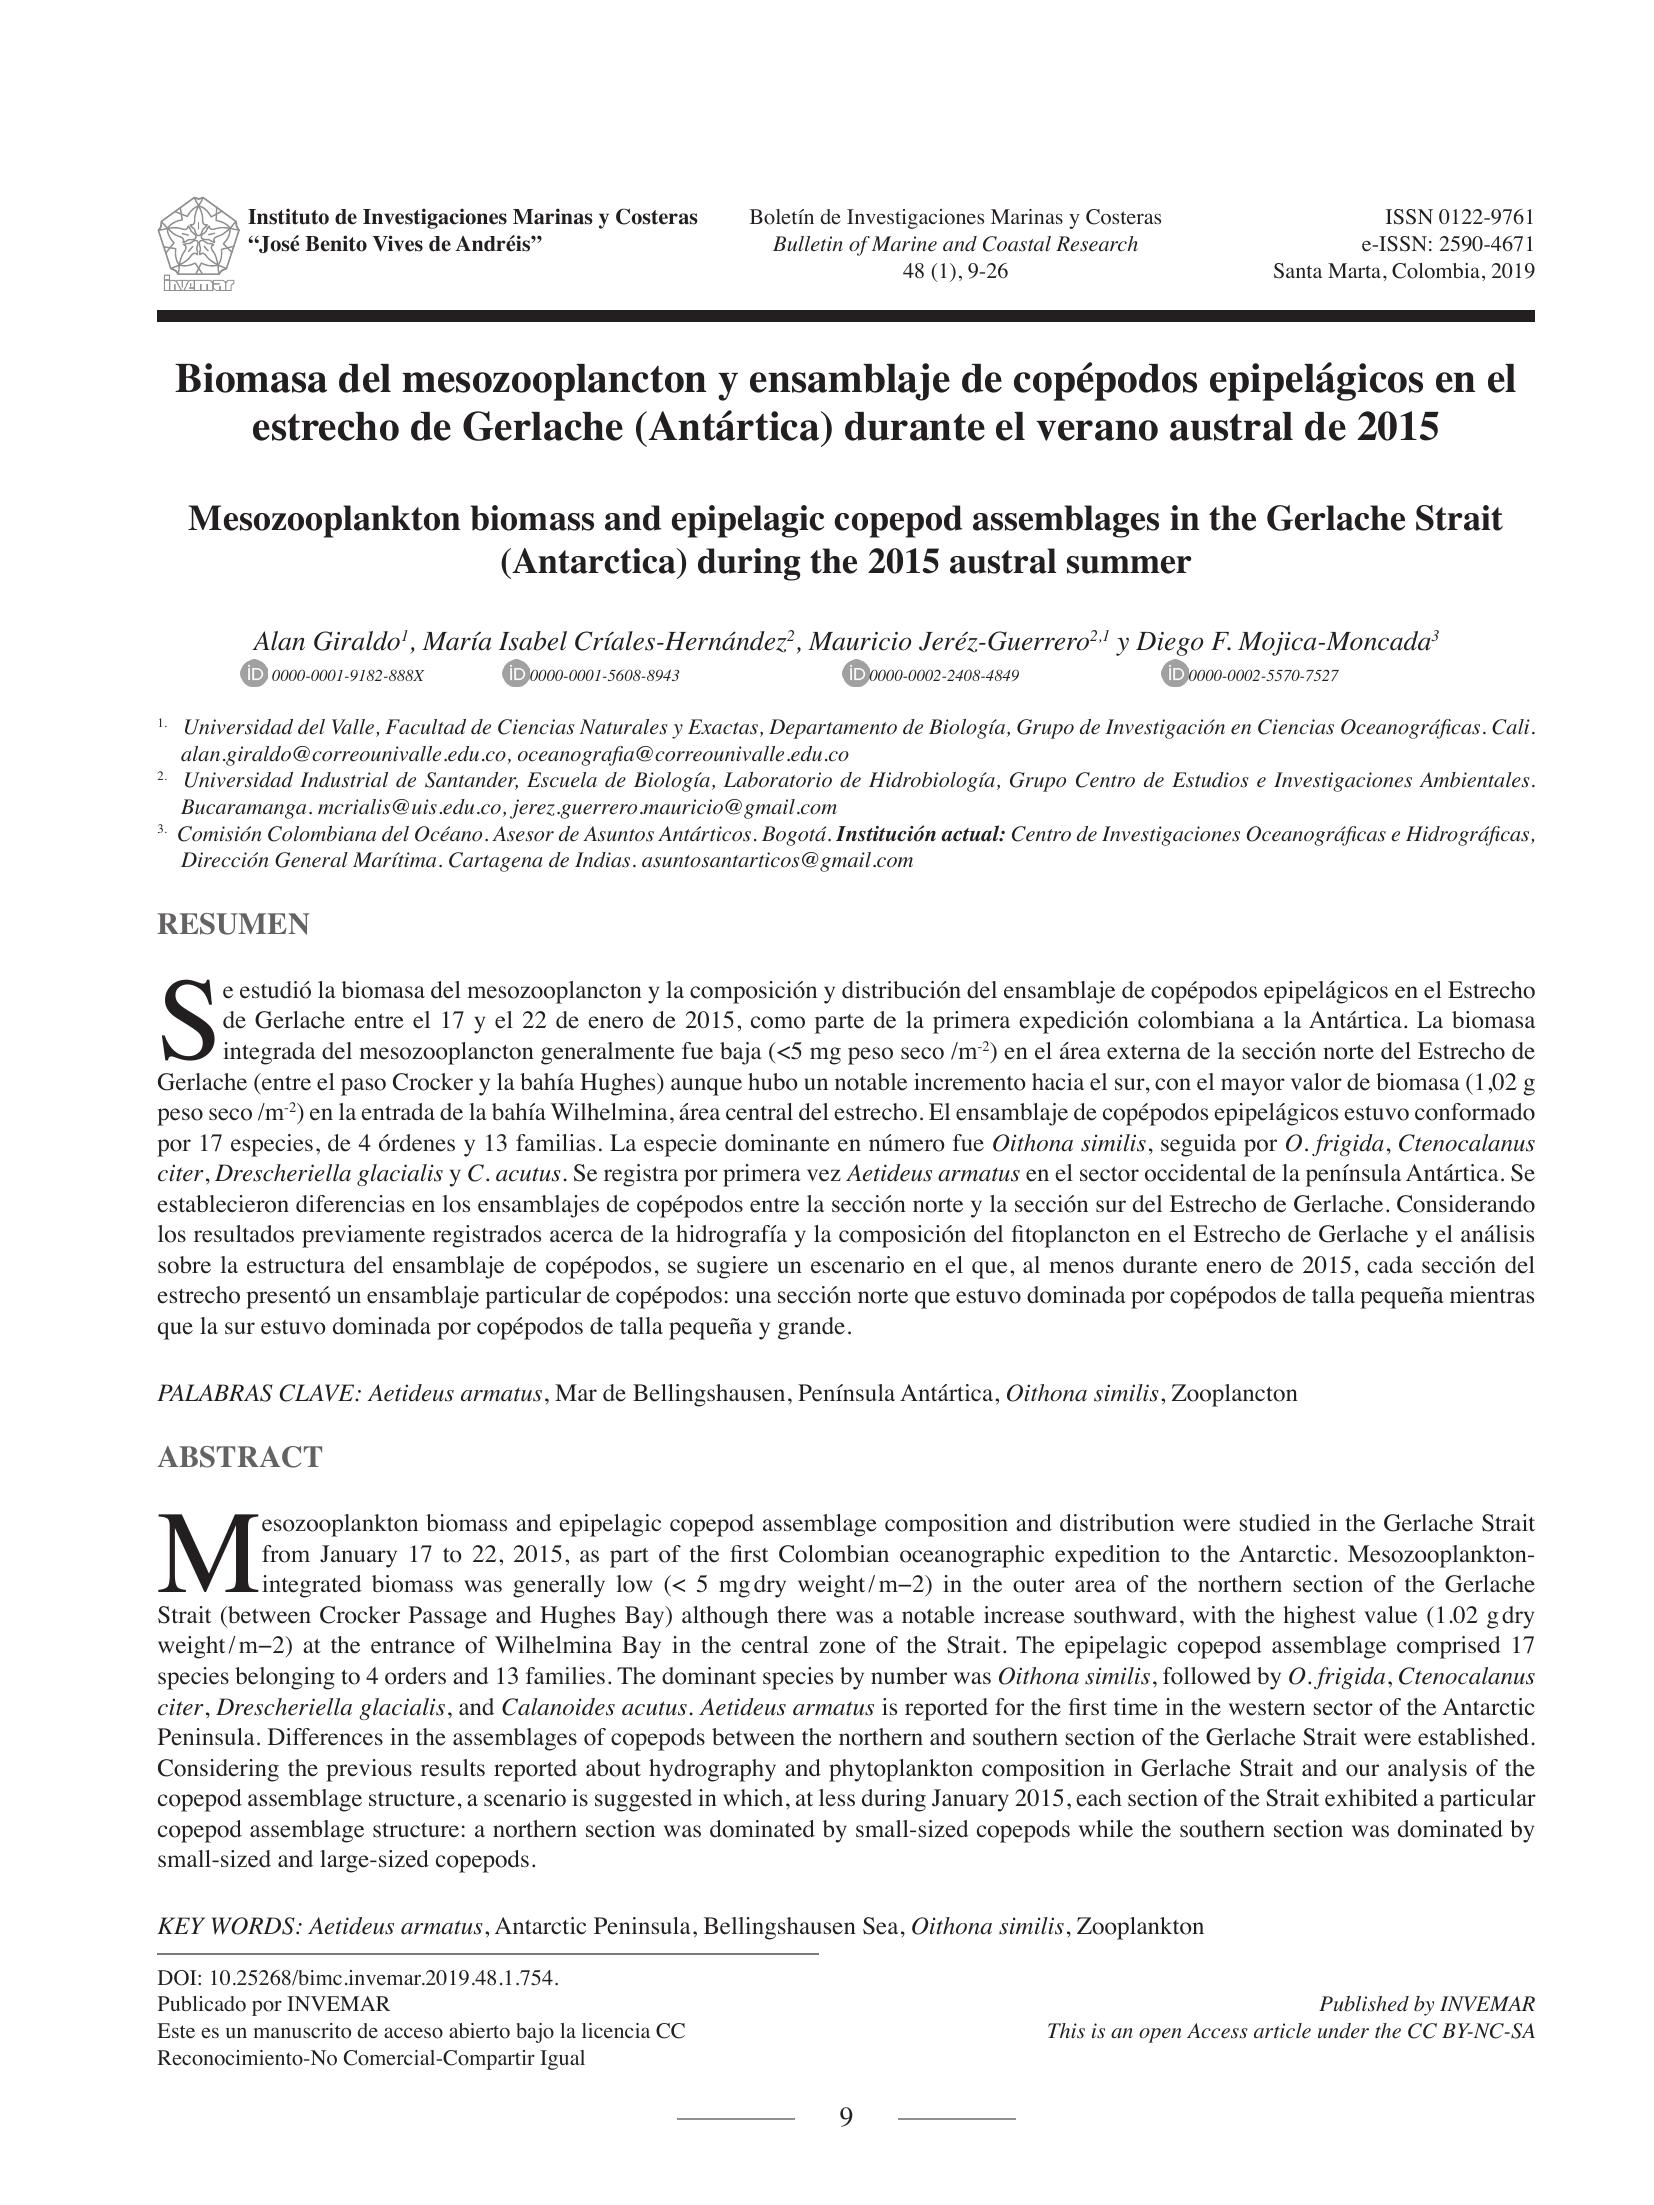 Instituto de Investigaciones Marinas y Costeras
“José Benito Vives de Andréis”
invemar
Boletín de Investigaciones Marinas y Costeras
Bulletin of Marine and Coastal Research
48 (1), 9-26
ISSN 0122-9761
e-ISSN: 2590-4671
Santa Marta, Colombia, 2019
Biomasa del mesozooplancton y ensamblaje de copépodos epipelágicos en el
estrecho de Gerlache (Antártica) durante el verano austral de 2015
Mesozooplankton biomass and epipelagic copepod assemblages in the Gerlache Strait
(Antarctica) during the 2015 austral summer
Alan Giraldo1, María Isabel Críales-Hernández2, Mauricio Jeréz-Guerrero2,1 y Diego F. Mojica-Moncada3
iD 0000-0001-9182-888X iD 0000-0001-5608-8943 iD 0000-0002-2408-4849 iD 0000-0002-5570-7527
1. Universidad del Valle, Facultad de Ciencias Naturales y Exactas, Departamento de Biología, Grupo de Investigación en Ciencias Oceanográficas. Cali.
alan.giraldo@correounivalle.edu.co, oceanografia@correounivalle.edu.co
2. Universidad Industrial de Santander, Escuela de Biología, Laboratorio de Hidrobiología, Grupo Centro de Estudios e Investigaciones Ambientales.
Bucaramanga. mcrialis@uis.edu.co, jerez.guerrero.mauricio@gmail.com
3. Comisión Colombiana del Océano. Asesor de Asuntos Antárticos. Bogotá. Institución actual: Centro de Investigaciones Oceanográficas e Hidrográficas,
Dirección General Marítima. Cartagena de Indias. asuntosantarticos@gmail.com
RESUMEN
Se estudió la biomasa del mesozooplancton y la composición y distribución del ensamblaje de copépodos epipelágicos en el Estrecho
de Gerlache entre el 17 y el 22 de enero de 2015, como parte de la primera expedición colombiana a la Antártica. La biomasa
integrada del mesozooplancton generalmente fue baja (<5 mg peso seco /m-2) en el área externa de la sección norte del Estrecho de
Gerlache (entre el paso Crocker y la bahía Hughes) aunque hubo un notable incremento hacia el sur, con el mayor valor de biomasa (1,02 g
peso seco /m-2) en la entrada de la bahía Wilhelmina, área central del estrecho. El ensamblaje de copépodos epipelágicos estuvo conformado
por 17 especies, de 4 órdenes y 13 familias. La especie dominante en número fue Oithona similis, seguida por O. frigida, Ctenocalanus
citer, Drescheriella glacialis y C. acutus. Se registra por primera vez Aetideus armatus en el sector occidental de la península Antártica. Se
establecieron diferencias en los ensamblajes de copépodos entre la sección norte y la sección sur del Estrecho de Gerlache. Considerando
los resultados previamente registrados acerca de la hidrografía y la composición del fitoplancton en el Estrecho de Gerlache y el análisis
sobre la estructura del ensamblaje de copépodos, se sugiere un escenario en el que, al menos durante enero de 2015, cada sección del
estrecho presentó un ensamblaje particular de copépodos: una sección norte que estuvo dominada por copépodos de talla pequeña mientras
que la sur estuvo dominada por copépodos de talla pequeña y grande.
PALABRAS CLAVE: Aetideus armatus, Mar de Bellingshausen, Península Antártica, Oithona similis, Zooplancton
ABSTRACT
Mesozooplankton biomass and epipelagic copepod assemblage composition and distribution were studied in the Gerlache Strait
from January 17 to 22, 2015, as part of the first Colombian oceanographic expedition to the Antarctic. Mesozooplankton-
integrated biomass was generally low (< 5 mg dry weight/m−2) in the outer area of the northern section of the Gerlache
Strait (between Crocker Passage and Hughes Bay) although there was a notable increase southward, with the highest value (1.02 g dry
weight/m−2) at the entrance of Wilhelmina Bay in the central zone of the Strait. The epipelagic copepod assemblage comprised 17
species belonging to 4 orders and 13 families. The dominant species by number was Oithona similis, followed by O. frigida, Ctenocalanus
citer, Drescheriella glacialis, and Calanoides acutus. Aetideus armatus is reported for the first time in the western sector of the Antarctic
Peninsula. Differences in the assemblages of copepods between the northern and southern section of the Gerlache Strait were established.
Considering the previous results reported about hydrography and phytoplankton composition in Gerlache Strait and our analysis of the
copepod assemblage structure, a scenario is suggested in which, at less during January 2015, each section of the Strait exhibited a particular
copepod assemblage structure: a northern section was dominated by small-sized copepods while the southern section was dominated by
small-sized and large-sized copepods.
KEY WORDS: Aetideus armatus, Antarctic Peninsula, Bellingshausen Sea, Oithona similis, Zooplankton
DOI: 10.25268/bimc.invemar.2019.48.1.754.
Publicado por INVEMAR
Este es un manuscrito de acceso abierto bajo la licencia CC
Reconocimiento-No Comercial-Compartir Igual
Published by INVEMAR
This is an open Access article under the CC BY-NC-SA
9